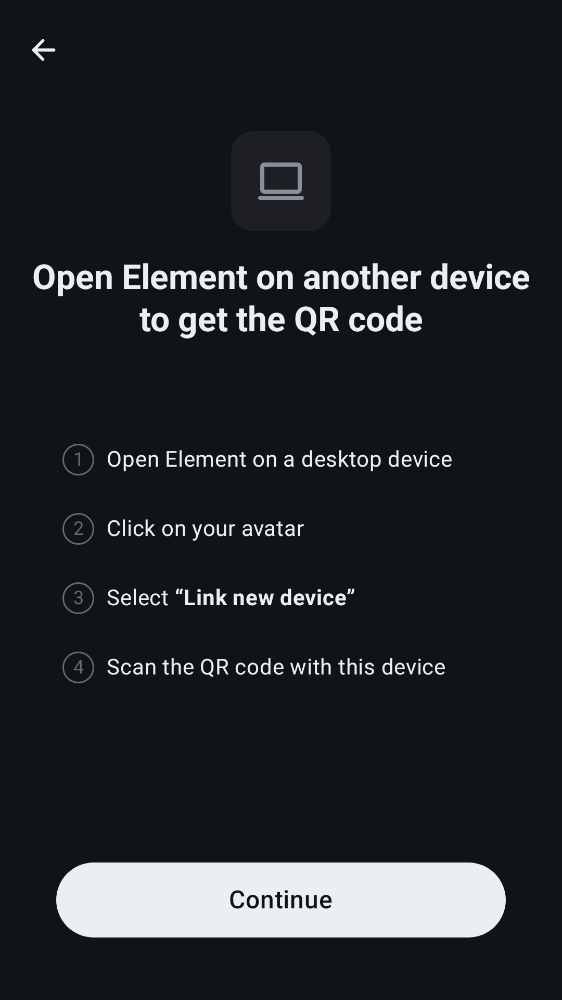 Open Element on another device
to get the QR code
1 Open Element on a desktop device
2 Click on your avatar
3 Select “Link new device”
4 Scan the QR code with this device
Continue